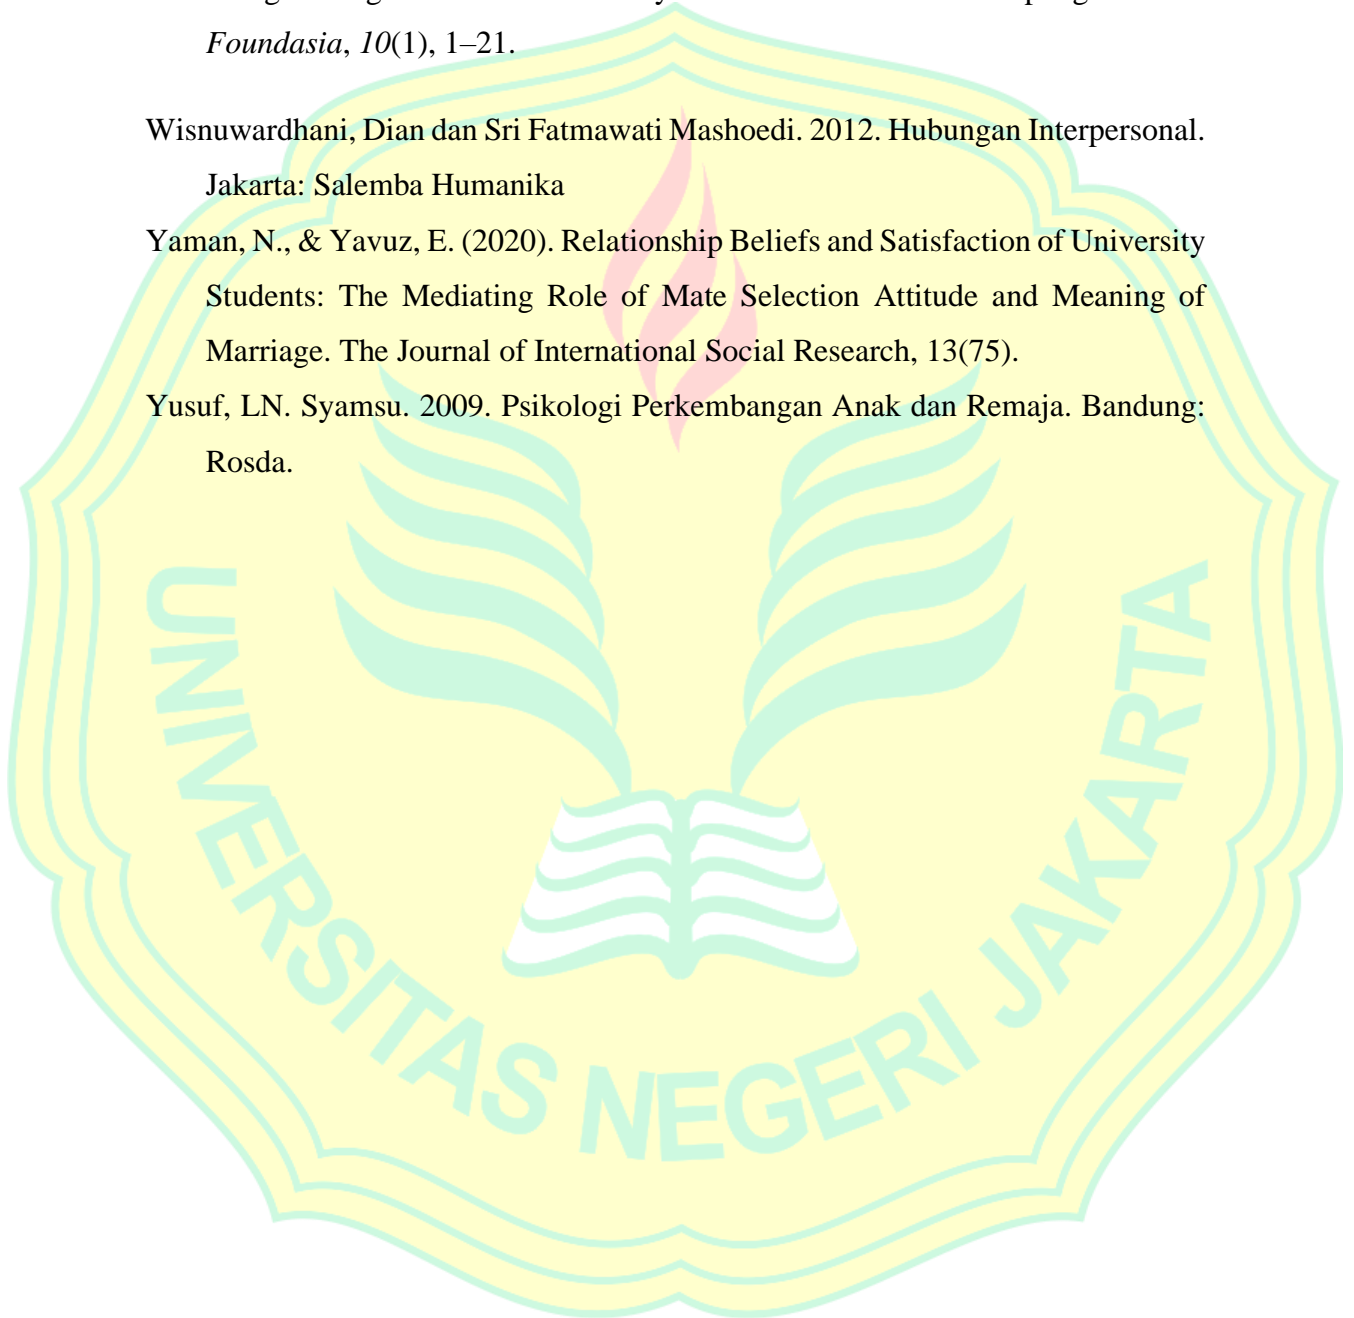 Foundasia, 10(1), 1–21.
Wisnuwardhani, Dian dan Sri Fatmawati Mashoedi. 2012. Hubungan Interpersonal.
Jakarta: Salemba Humanika
Yaman, N., & Yavuz, E. (2020). Relationship Beliefs and Satisfaction of University
Students: The Mediating Role of Mate Selection Attitude and Meaning of
Marriage. The Journal of International Social Research, 13(75).
Yusuf, LN. Syamsu. 2009. Psikologi Perkembangan Anak dan Remaja. Bandung:
Rosda.
UNIVERSITAS NEGERI JAKARTA